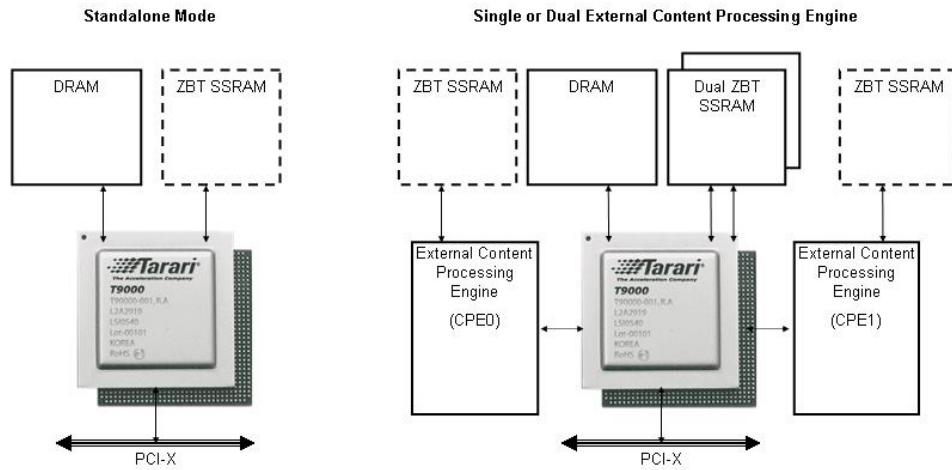 Standalone Mode
Single or Dual External Content Processing Engine
DRAM
ZBT SSRAM
ZBT SSRAM
DRAM
Dual ZBT
SSRAM
ZBT SSRAM
Tarari
The Acceleration Company
T9000
T90000-001, R.A
L2A2919
LSI0540
Lot-00101
KOREA
RoHS
PCI-X
External Content
Processing
Engine
(CPE0)
Tarari
The Acceleration Company
T9000
T90000-001, R.A
L2A2919
LSI0540
Lot-00101
KOREA
RoHS
External Content
Processing
Engine
(CPE1)
PCI-X